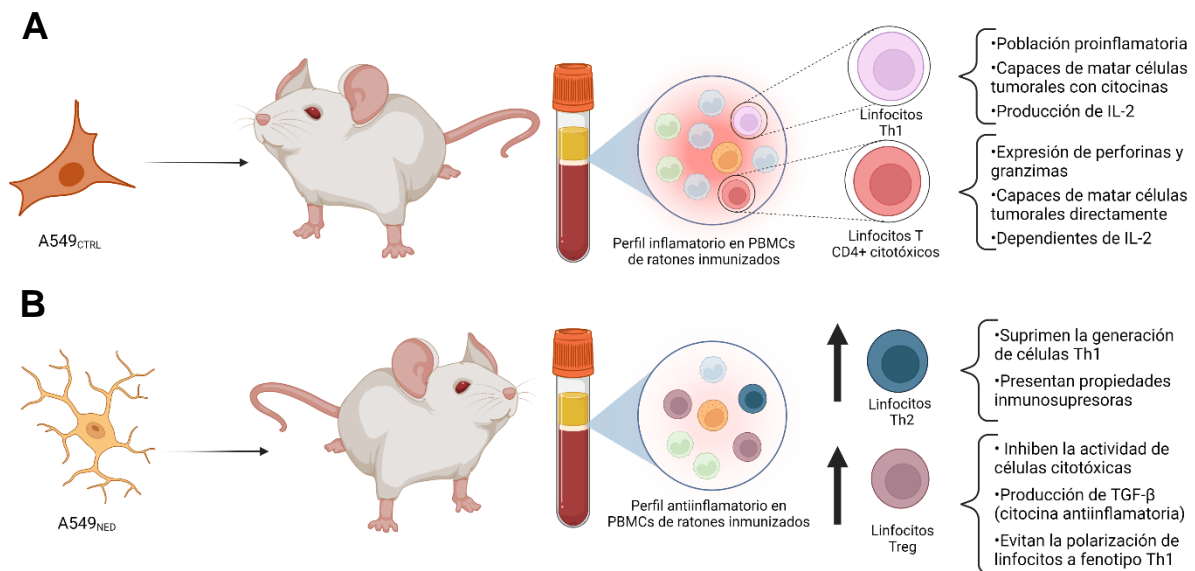 A
A549CTRL
Perfil inflamatorio en PBMCs
de ratones inmunizados
Linfocitos
Th1
•Población proinflamatoria
•Capaces de matar células
tumorales con citocinas
•Producción de IL-2
Linfocitos T
CD4+ citotóxicos
•Expresión de perforinas y
granzimas
•Capaces de matar células
tumorales directamente
•Dependientes de IL-2
B
A549NED
Perfil antiinflamatorio en
PBMCs de ratones inmunizados
Linfocitos
Th2
•Suprimen la generación
de células Th1
•Presentan propiedades
inmunosupresoras
Linfocitos
Treg
• Inhiben la actividad de
células citotóxicas
•Producción de TGF-β
(citocina antiinflamatoria)
•Evitan la polarización de
linfocitos a fenotipo Th1